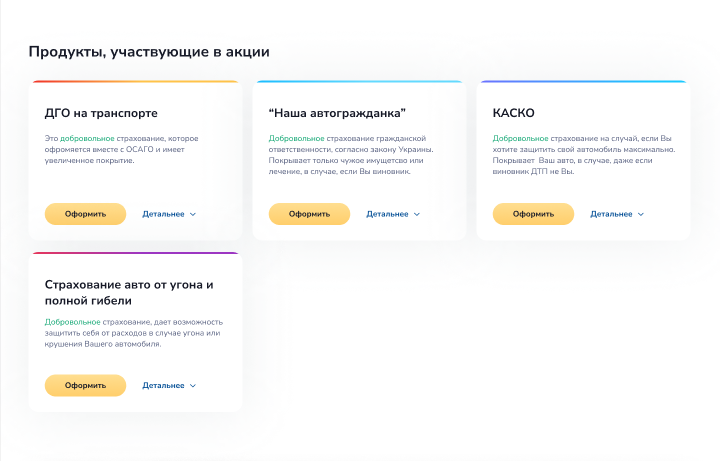 Продукты, участвующие в акции
ДГО на транспорте
Это добровольное страхование, которое
офромяется вместе с ОСАГО и имеет
увеличенное покрытие.
Оформить
Детальнее
“Наша автогражданка”
Добровольное страхование гражданской
ответственности, согласно закону Украины.
Покрывает только чужое имущетсво или
лечение, в случае, если Вы виновник.
Оформить
Детальнее
КАСКО
Добровольное страхование на случай, если Вы
хотите защитить свой автомобиль максимально.
Покрывает Ваш авто, в случае, даже если
виновник ДТП не Вы.
Оформить
Детальнее
Страхование авто от угона и
полной гибели
Добровольное страхование, дает возможность
защитить себя от расходов в случае угона или
крушения Вашего автомобиля.
Оформить
Детальнее